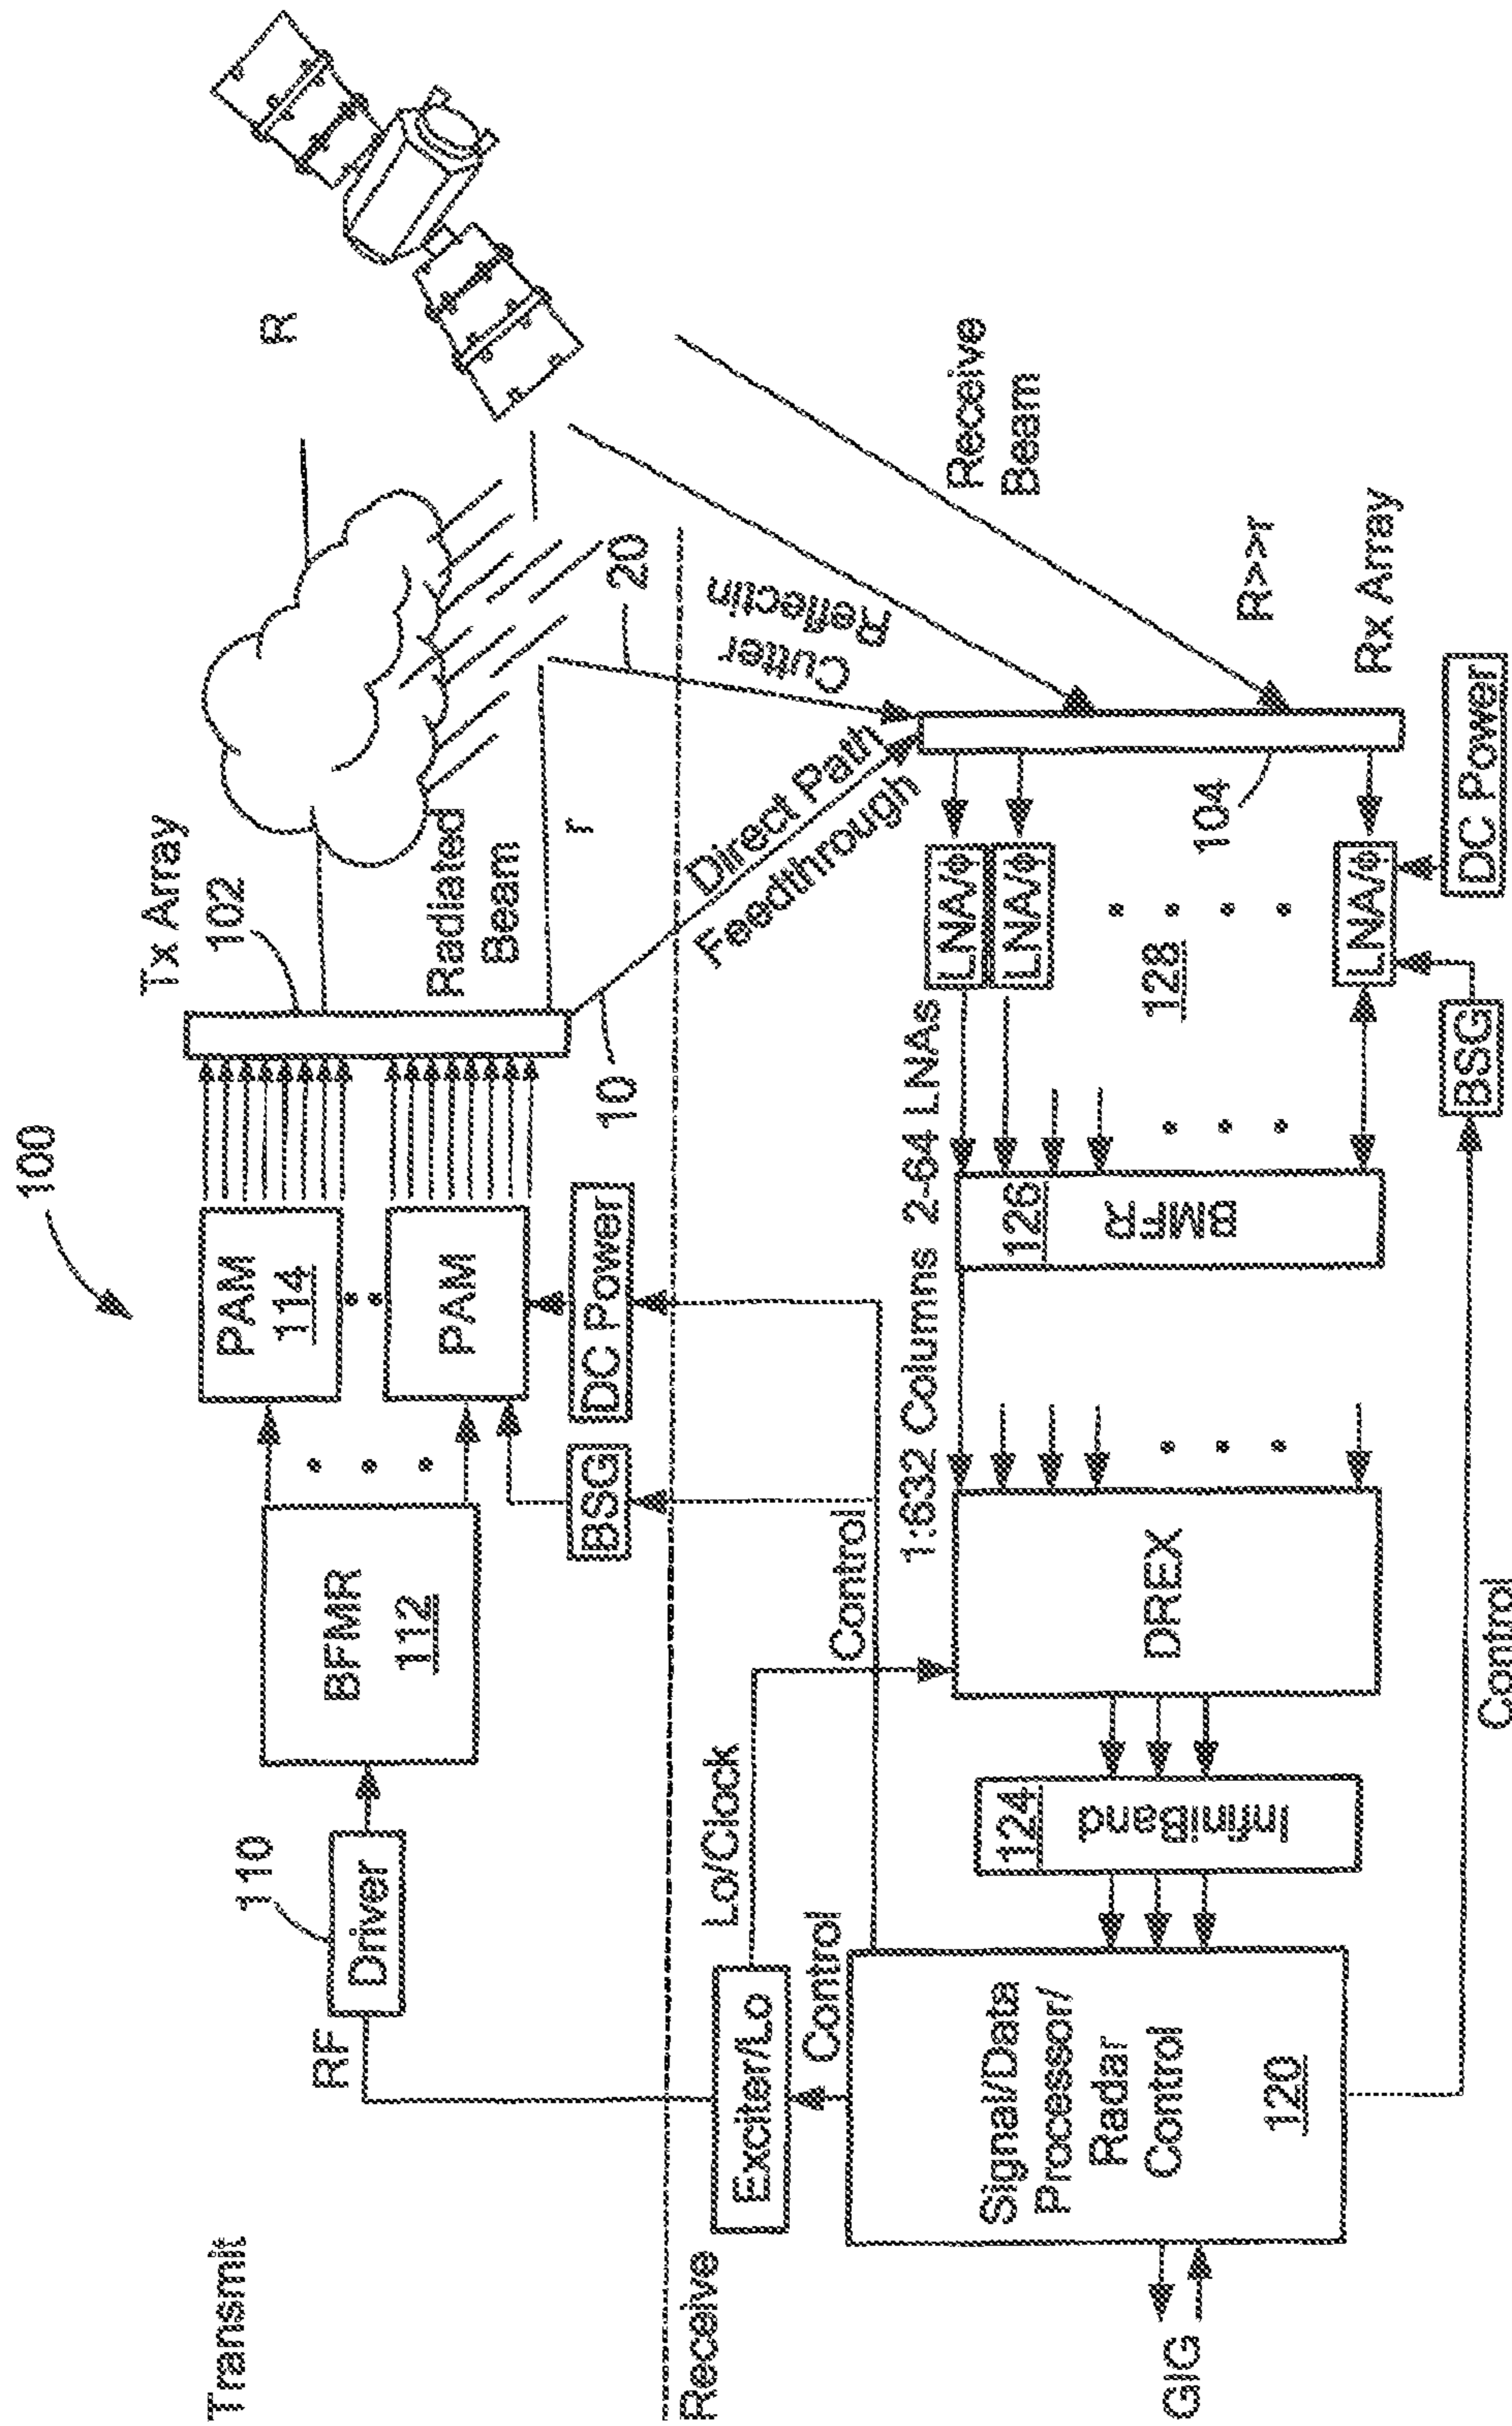 100
Transmit
RF
Driver
110
BFMR
112
PAM
114
PAM
BSG
DC Power
Tx Array
102
Radiated
Beam
r
R
10
20
Receive
Exciter/Lo
Lo/Clock
Control
Control
Direct Path
Feedthrough
Cutter
Reflectin
Receive
Beam
1:632 Columns 2-64 LNAs
GIG
Signal/Data
Processor/
Radar
Control
120
124
InfiniBand
DREX
126
BMFR
LNA/ϕ
LNA/ϕ
128
LNA/ϕ
104
R>>r
Rx Array
BSG
DC Power
Control